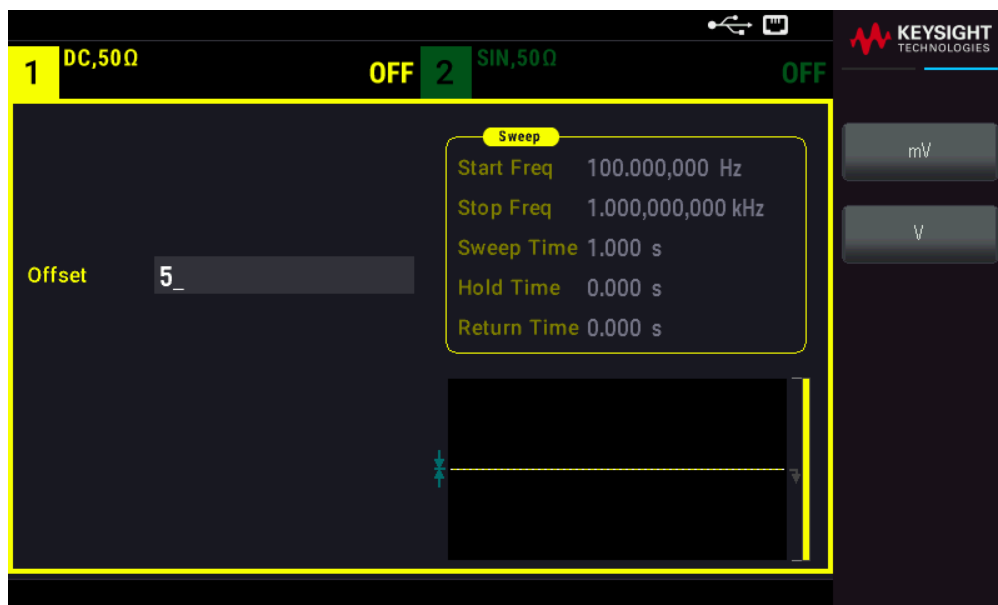 KEYSIGHT
TECHNOLOGIES
1 DC,50Ω OFF 2 SIN,50Ω OFF
Sweep
Start Freq 100.000,000 Hz
Stop Freq 1.000,000,000 kHz
Sweep Time 1.000 s
Hold Time 0.000 s
Return Time 0.000 s
Offset 5_
mV
V